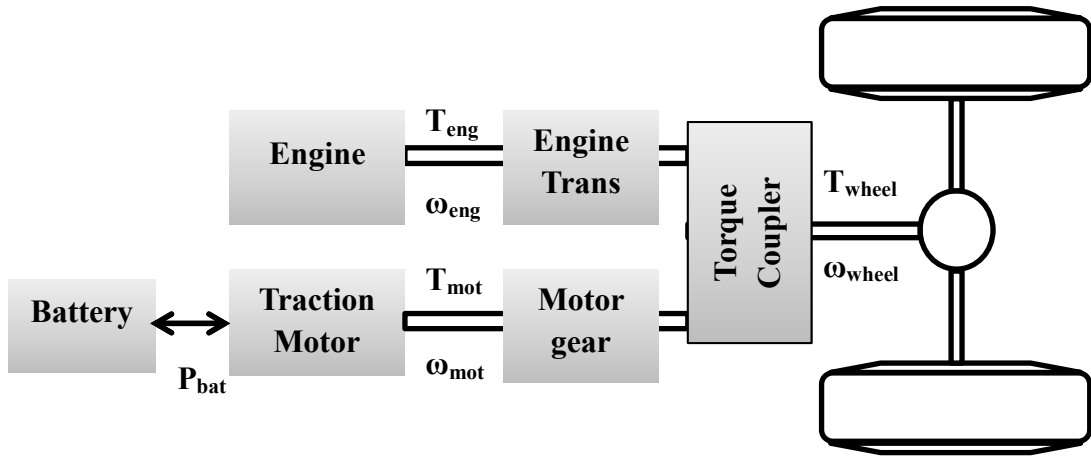 T_eng
Engine
Engine
Trans
ω_eng
Torque
Coupler
T_wheel
ω_wheel
Battery
P_bat
Traction
Motor
T_mot
ω_mot
Motor
gear